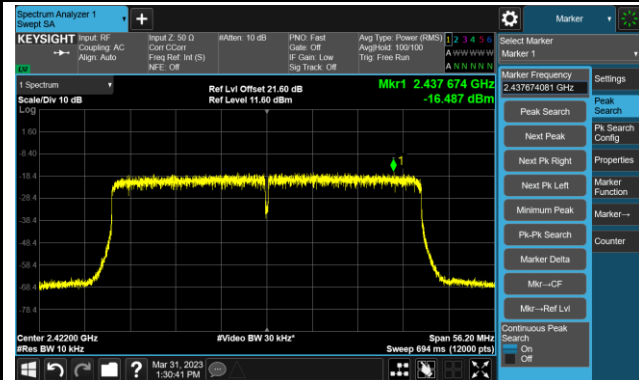 Spectrum Analyzer 1
Swept SA
Marker
KEYSIGHT
Input: RF
Coupling: AC
Align: Auto
Input Z: 50 Ω
Corr CCorr
Freq Ref: Int (S)
NFE: Off
#Atten: 10 dB
PNO: Fast
Gate: Off
IF Gain: Low
Sig Track: Off
Avg Type: Power (RMS)
Avg|Hold: 100/100
Trig: Free Run
1 2 3 4 5 6
A W W W W W
A N N N N N
Select Marker
Marker 1
1 Spectrum
Scale/Div 10 dB
Log
Ref Lvl Offset 21.60 dB
Ref Level 11.60 dBm
Mkr1 2.437 674 GHz
-16.487 dBm
1
1.60
-8.40
-18.4
-28.4
-38.4
-48.4
-58.4
-68.4
-78.4
Center 2.42200 GHz
#Res BW 10 kHz
#Video BW 30 kHz*
Span 56.20 MHz
Sweep 694 ms (12000 pts)
Marker Frequency
2.437674081 GHz
Peak Search
Next Peak
Next Pk Right
Next Pk Left
Minimum Peak
Pk-Pk Search
Marker Delta
Mkr→CF
Mkr→Ref Lvl
Continuous Peak
Search
On
Off
Settings
Peak
Search
Pk Search
Config
Properties
Marker
Function
Marker→
Counter
Mar 31, 2023
1:30:41 PM